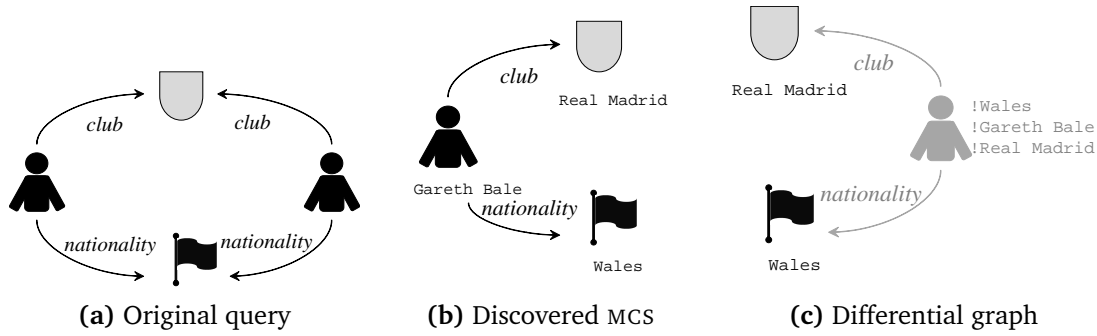 club
club
nationality
nationality
(a) Original query
club
Real Madrid
Gareth Bale
nationality
Wales
(b) Discovered MCS
club
Real Madrid
!Wales
!Gareth Bale
!Real Madrid
nationality
Wales
(c) Differential graph